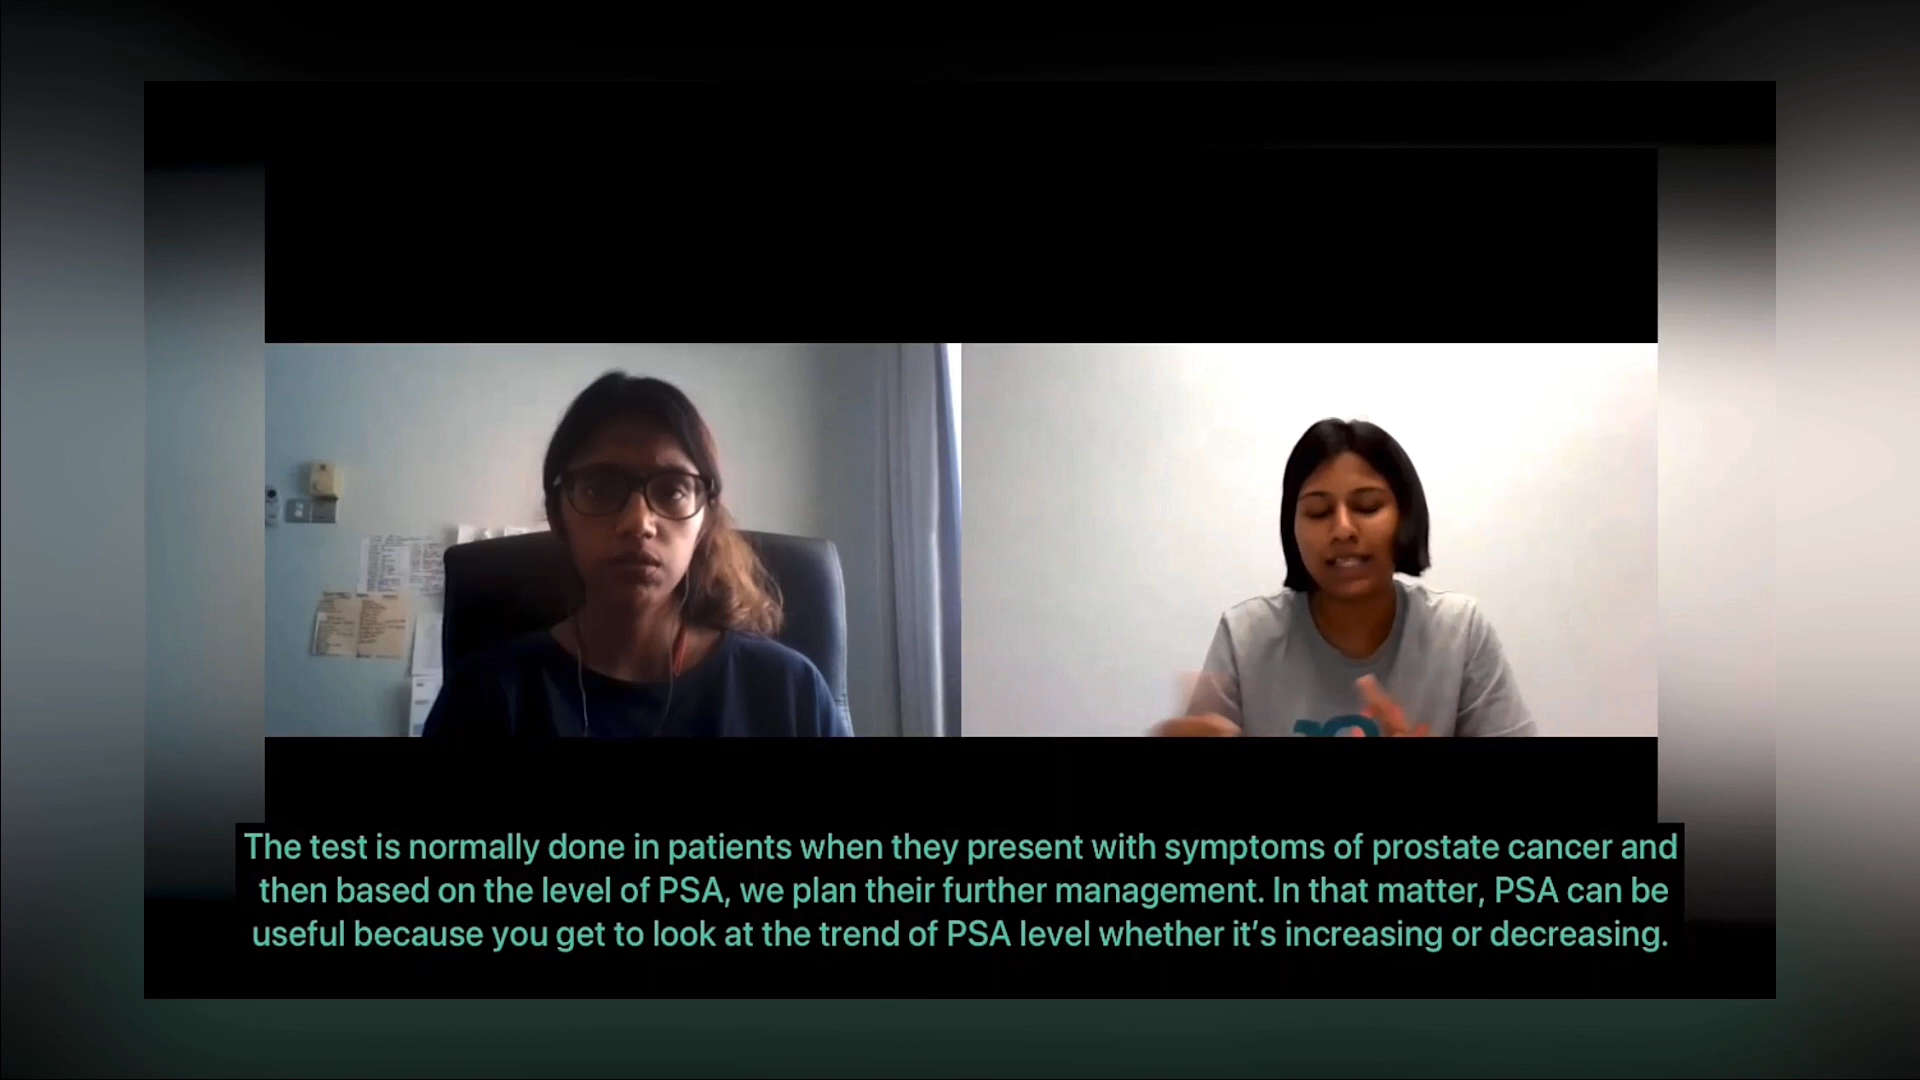 The test is normally done in patients when they present with symptoms of prostate cancer and
then based on the level of PSA, we plan their further management. In that matter, PSA can be
useful because you get to look at the trend of PSA level whether it’s increasing or decreasing.